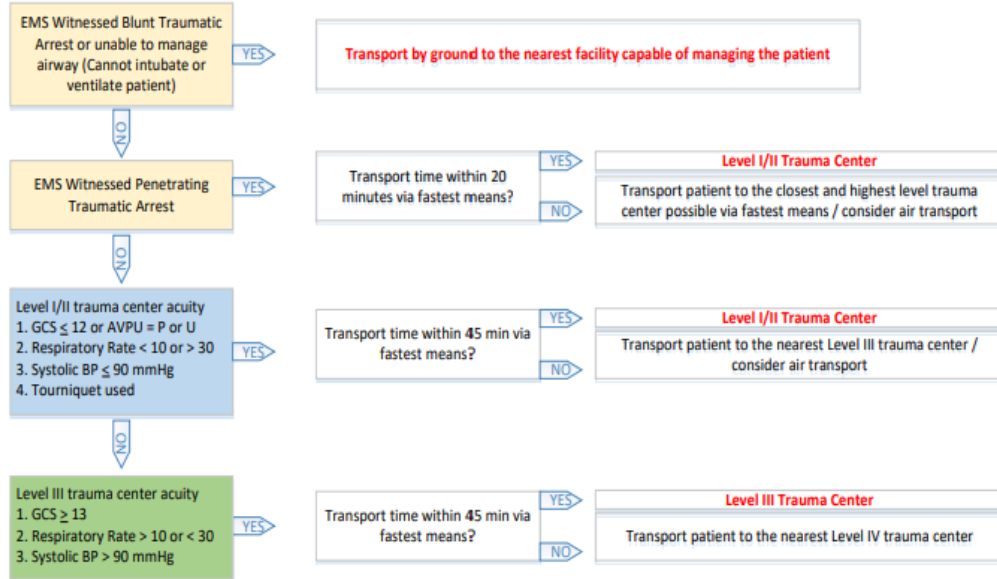 EMS Witnessed Blunt Traumatic
Arrest or unable to manage
airway (Cannot intubate or
ventilate patient)
YES
Transport by ground to the nearest facility capable of managing the patient
NO
EMS Witnessed Penetrating
Traumatic Arrest
YES
Transport time within 20
minutes via fastest means?
YES
Level I/II Trauma Center
NO
Transport patient to the closest and highest level trauma
center possible via fastest means / consider air transport
NO
Level I/II trauma center acuity
1. GCS ≤ 12 or AVPU = P or U
2. Respiratory Rate < 10 or > 30
3. Systolic BP ≤ 90 mmHg
4. Tourniquet used
YES
Transport time within 45 min via
fastest means?
YES
Level I/II Trauma Center
NO
Transport patient to the nearest Level III trauma center /
consider air transport
NO
Level III trauma center acuity
1. GCS ≥ 13
2. Respiratory Rate > 10 or < 30
3. Systolic BP > 90 mmHg
YES
Transport time within 45 min via
fastest means?
YES
Level III Trauma Center
NO
Transport patient to the nearest Level IV trauma center